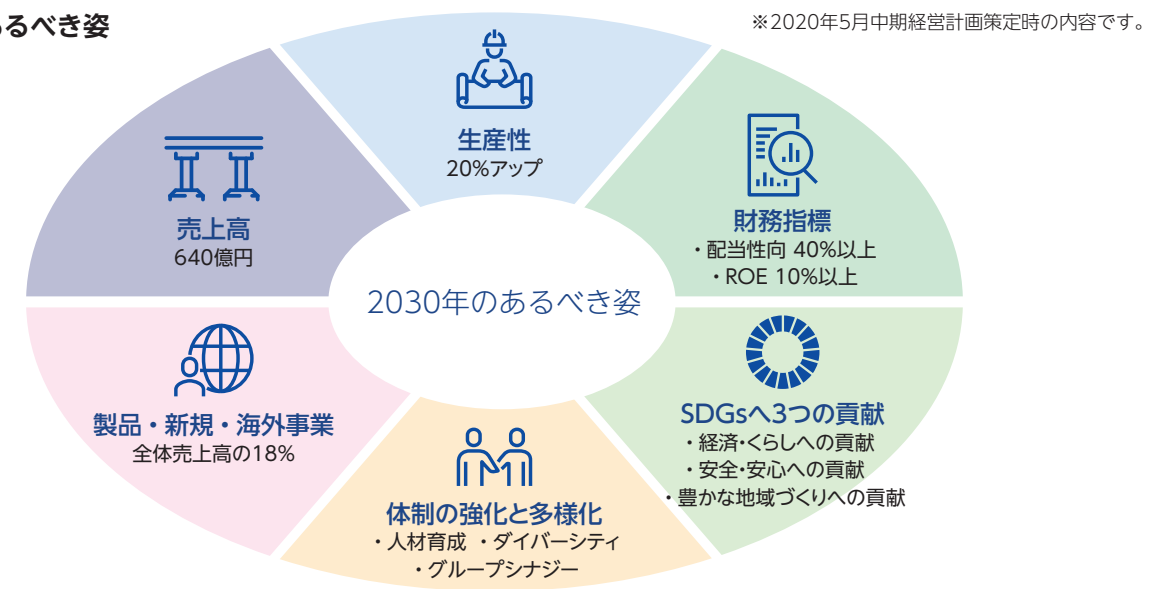 あるべき姿
※2020年5月中期経営計画策定時の内容です。
生産性
20%アップ
売上高
640億円
財務指標
・配当性向 40%以上
・ROE 10%以上
2030年のあるべき姿
製品・新規・海外事業
全体売上高の18%
SDGsへ3つの貢献
・経済・くらしへの貢献
・安全・安心への貢献
・豊かな地域づくりへの貢献
体制の強化と多様化
・人材育成 ・ダイバーシティ
・グループシナジー